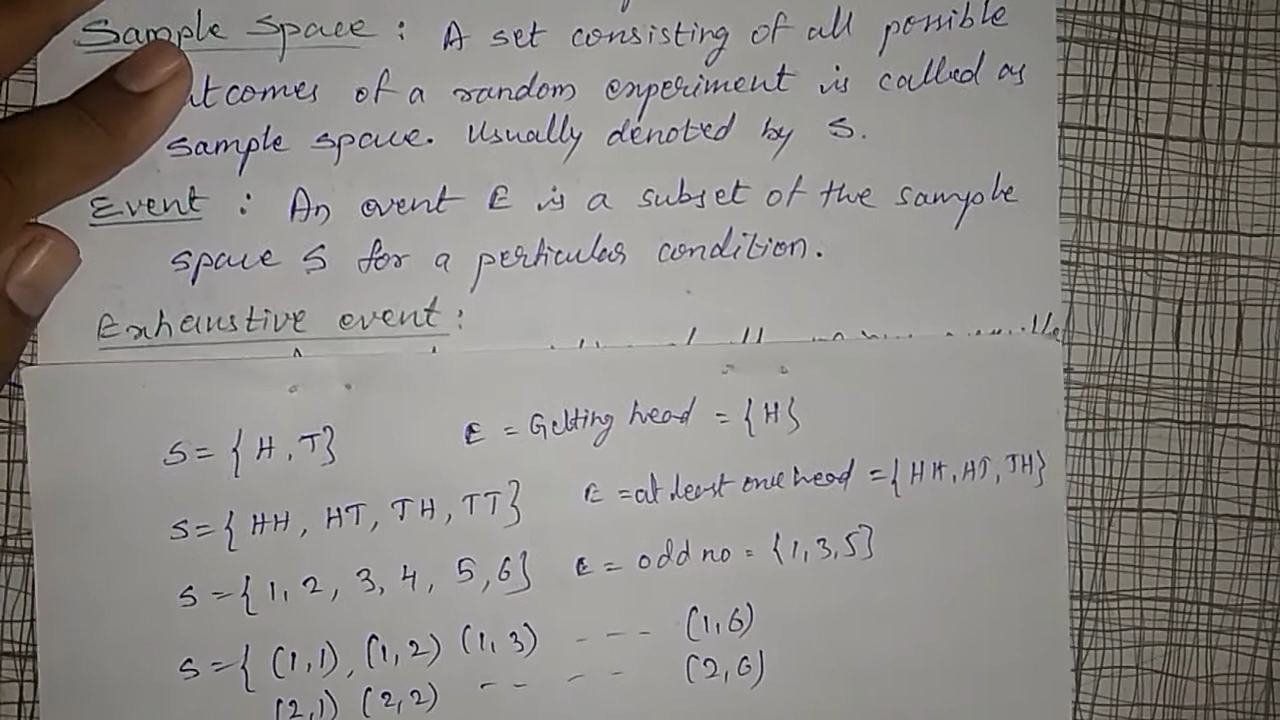 Sample Space : A set consisting of all possible
outcomes of a random experiment is called as
sample space. Usually denoted by S.
Event : An event E is a subset of the sample
space S for a perticular condition.
Exhaustive event :
S = { H, T} E = Getting head = {H}
S = { HH, HT, TH, TT} E = at least one head = {HH, HT, TH}
S = {1, 2, 3, 4, 5, 6} E = odd no = {1, 3, 5}
S = { (1,1), (1,2) (1,3) --- (1,6)
(2,1) (2,2) -- -- -- (2,6)